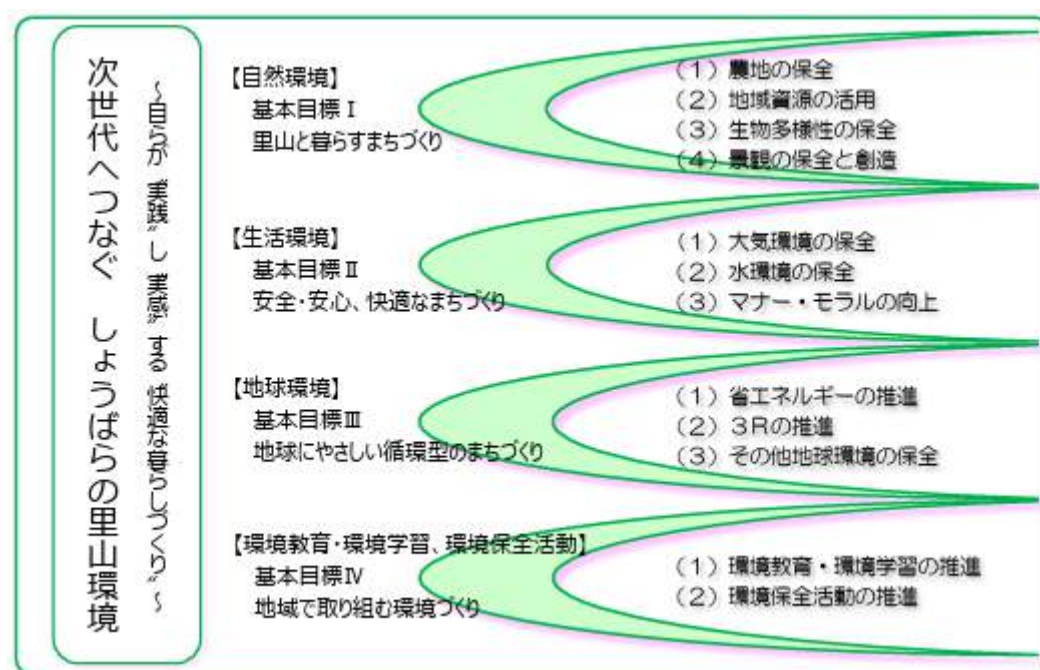 次世代へつなぐ　しょうばらの里山環境
～自らが〝実践〟し〝実感〟する〝快適な暮らしづくり〟～
【自然環境】
基本目標Ⅰ
里山と暮らすまちづくり
（１）農地の保全
（２）地域資源の活用
（３）生物多様性の保全
（４）景観の保全と創造
【生活環境】
基本目標Ⅱ
安全・安心、快適なまちづくり
（１）大気環境の保全
（２）水環境の保全
（３）マナー・モラルの向上
【地球環境】
基本目標Ⅲ
地球にやさしい循環型のまちづくり
（１）省エネルギーの推進
（２）３Ｒの推進
（３）その他地球環境の保全
【環境教育・環境学習、環境保全活動】
基本目標Ⅳ
地域で取り組む環境づくり
（１）環境教育・環境学習の推進
（２）環境保全活動の推進